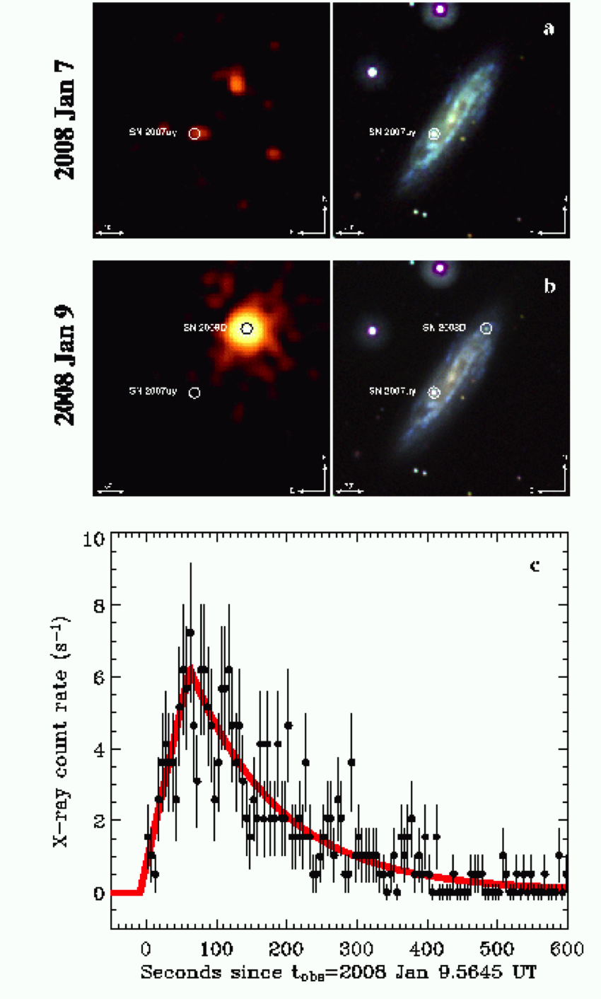 2008 Jan 7
SN 2007uy
SN 2007uy
a
2008 Jan 9
SN 2008D
SN 2007uy
SN 2008D
SN 2007uy
b
c
X-ray count rate (s⁻¹)
10
8
6
4
2
0
0 100 200 300 400 500 600
Seconds since tobs=2008 Jan 9.5645 UT